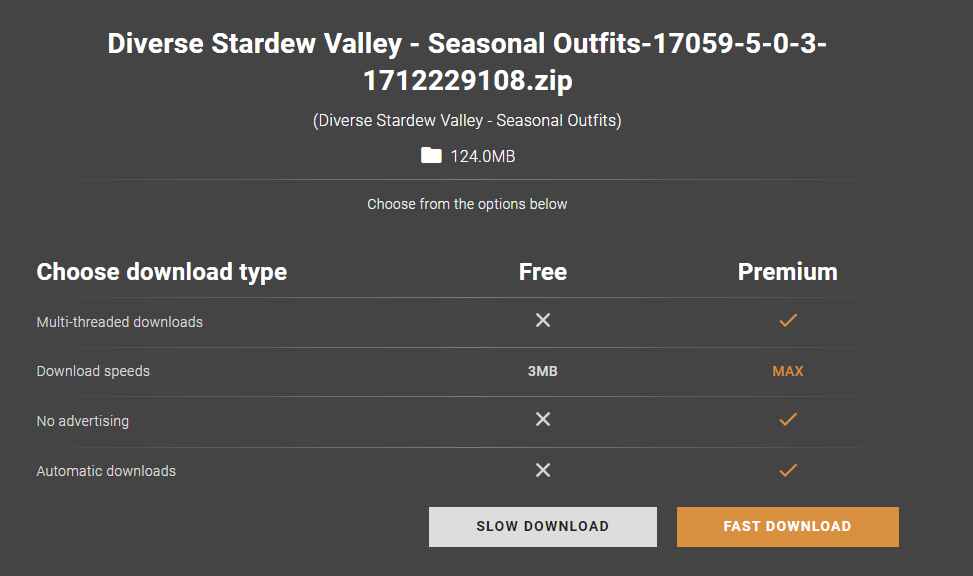 Diverse Stardew Valley - Seasonal Outfits-17059-5-0-3-
1712229108.zip
(Diverse Stardew Valley - Seasonal Outfits)
124.0MB
Choose from the options below
Choose download type Free Premium
Multi-threaded downloads
Download speeds 3MB MAX
No advertising
Automatic downloads
SLOW DOWNLOAD FAST DOWNLOAD